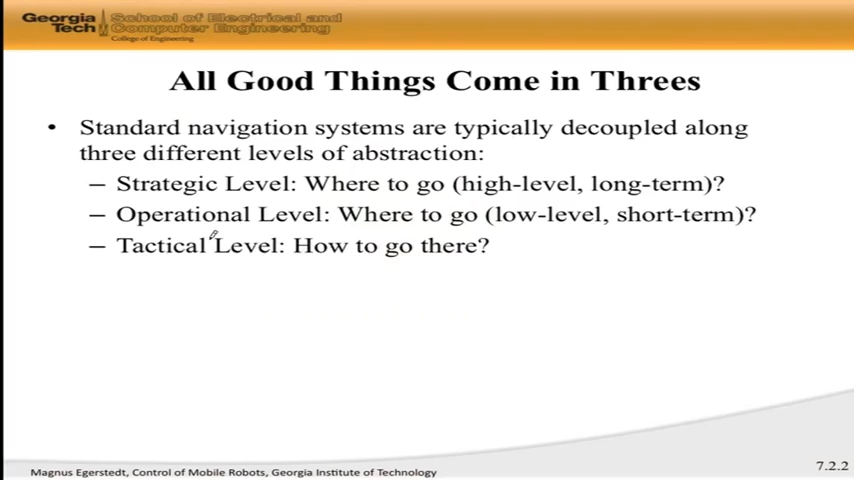 Georgia Tech
School of Electrical and
Computer Engineering
College of Engineering
All Good Things Come in Threes
• Standard navigation systems are typically decoupled along
three different levels of abstraction:
– Strategic Level: Where to go (high-level, long-term)?
– Operational Level: Where to go (low-level, short-term)?
– Tactical Level: How to go there?
Magnus Egerstedt, Control of Mobile Robots, Georgia Institute of Technology
7.2.2